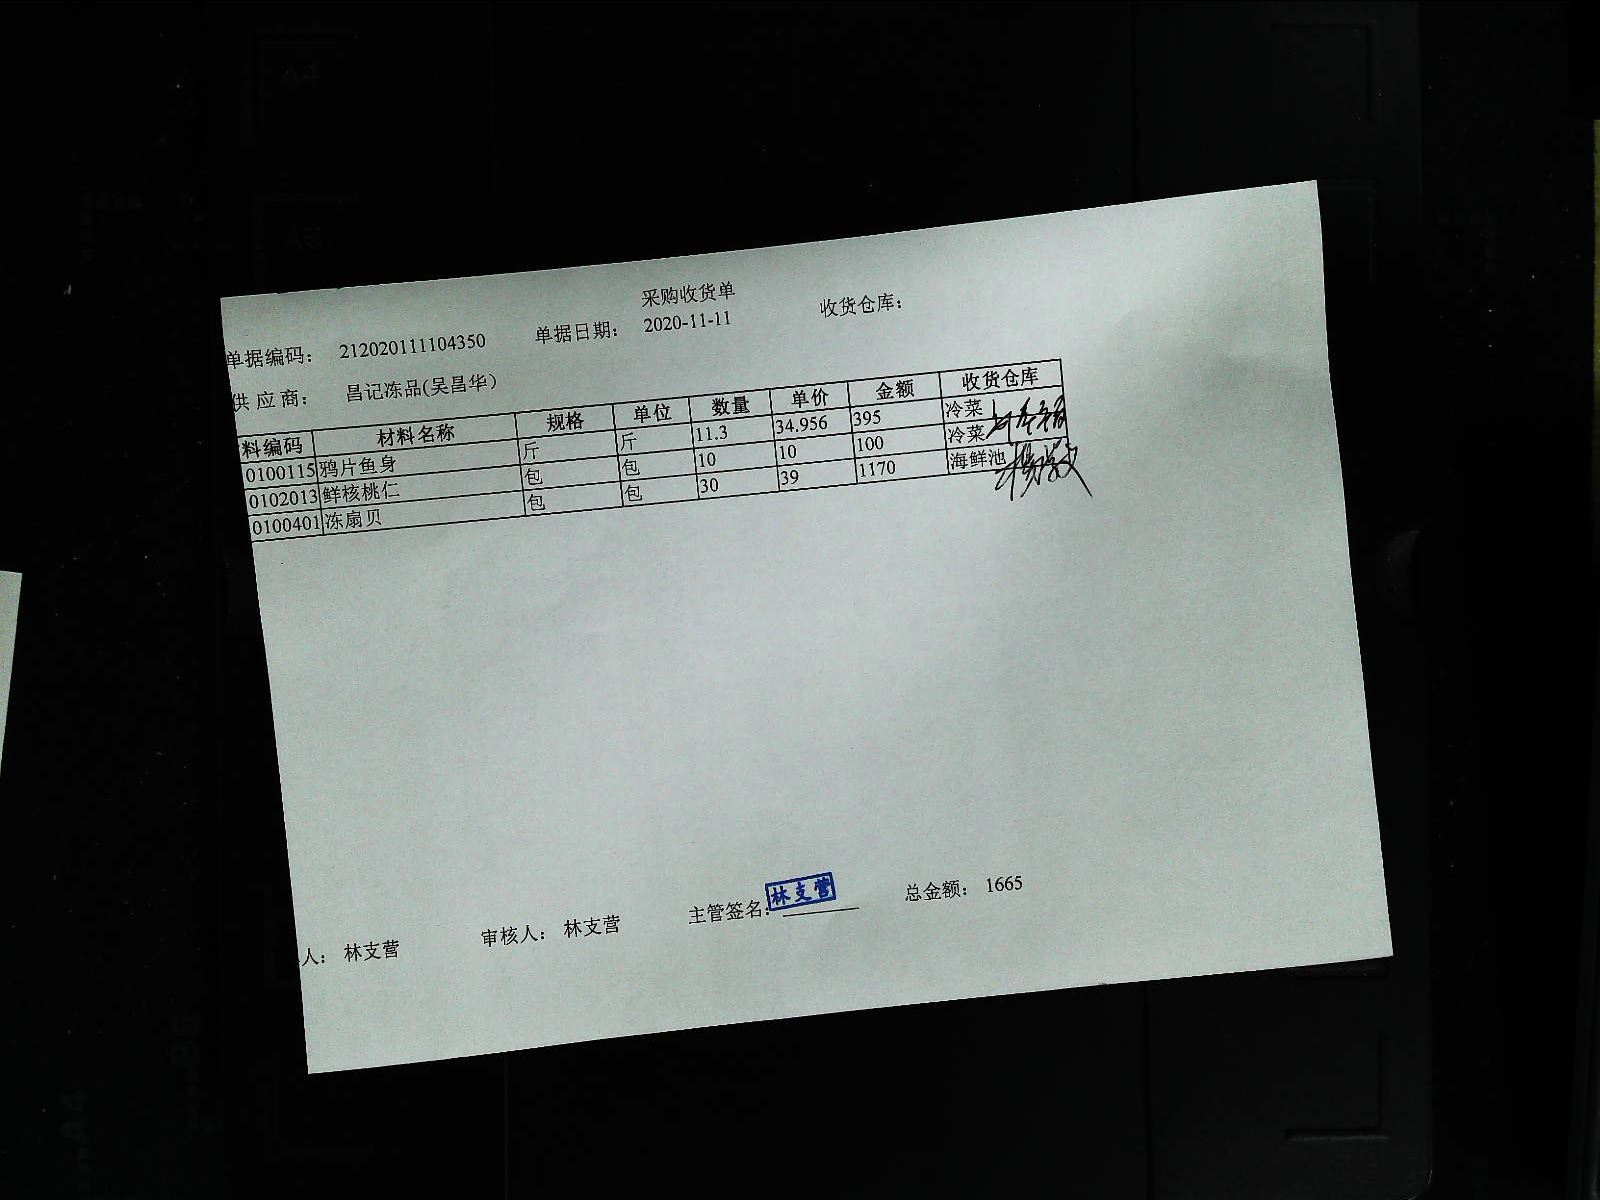 采购收货单
单据编码： 212020111104350 单据日期： 2020-11-11 收货仓库：
供应商： 昌记冻品(吴昌华)
料编码 材料名称 规格 单位 数量 单价 金额 收货仓库
0100115 鸦片鱼身 斤 斤 11.3 34.956 395 冷菜
0102013 鲜核桃仁 包 包 10 10 100 冷菜
0100401 冻扇贝 包 包 30 39 1170 海鲜池
人： 林支营 审核人： 林支营 主管签名： 林支营 总金额： 1665